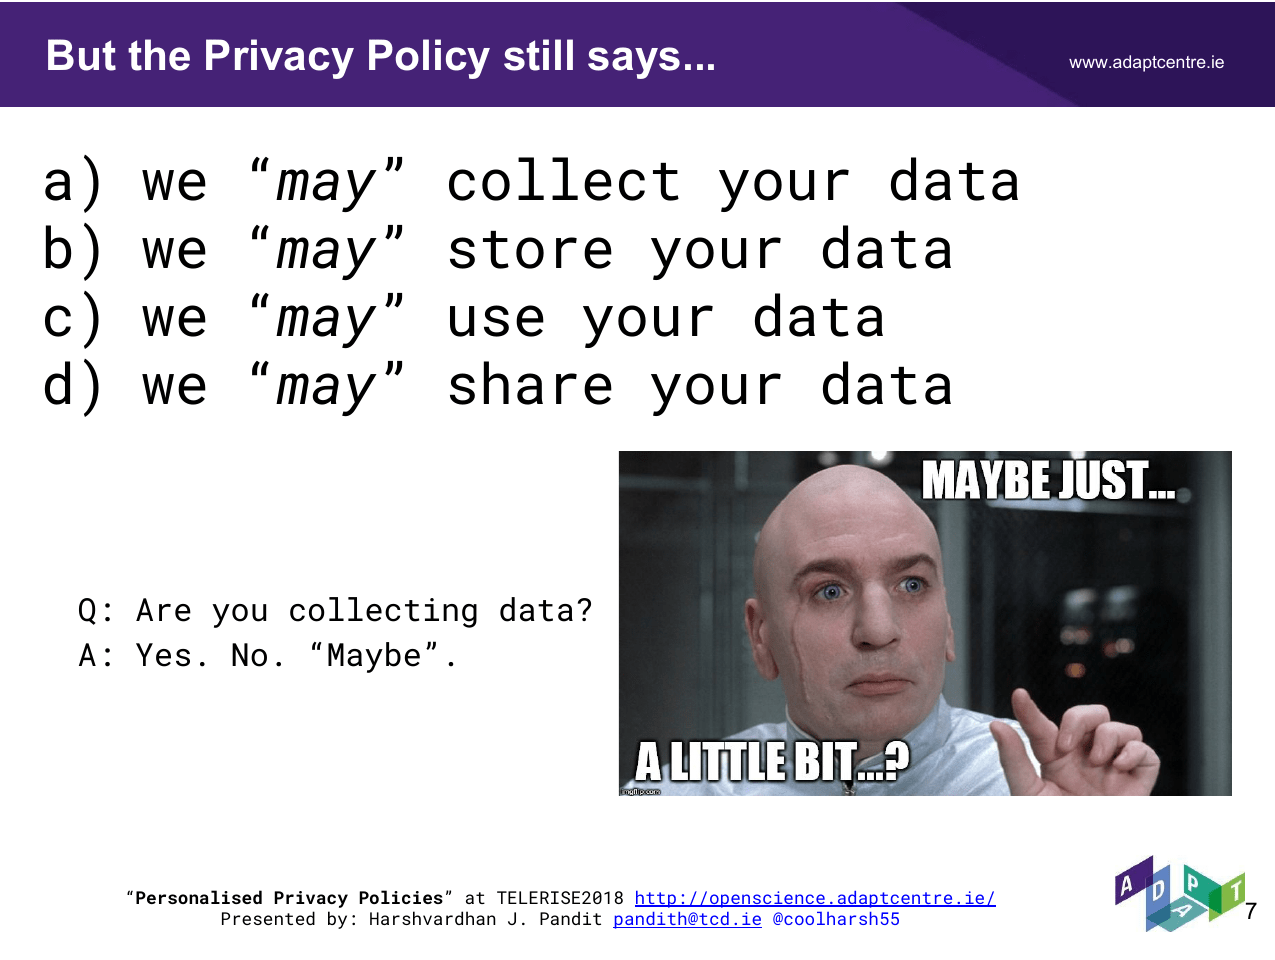 But the Privacy Policy still says...
www.adaptcentre.ie
a) we “may” collect your data
b) we “may” store your data
c) we “may” use your data
d) we “may” share your data
MAYBE JUST...
Q: Are you collecting data?
A: Yes. No. “Maybe”.
A LITTLE BIT...?
imgflip.com
“Personalised Privacy Policies” at TELERISE2018 http://openscience.adaptcentre.ie/
Presented by: Harshvardhan J. Pandit pandith@tcd.ie @coolharsh55
ADAPT
7